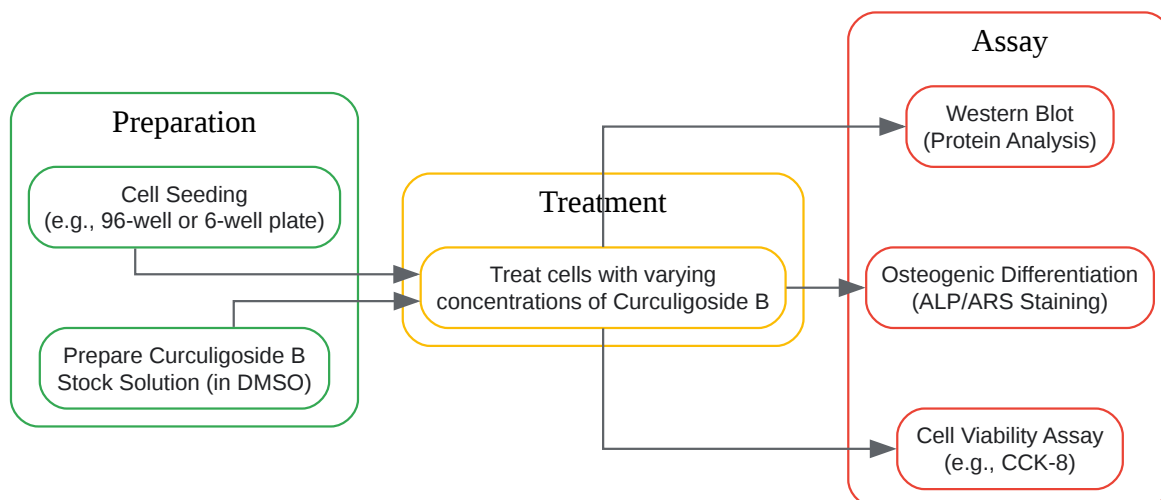 Preparation
Cell Seeding
(e.g., 96-well or 6-well plate)
Prepare Curculigoside B
Stock Solution (in DMSO)
Treatment
Treat cells with varying
concentrations of Curculigoside B
Assay
Western Blot
(Protein Analysis)
Osteogenic Differentiation
(ALP/ARS Staining)
Cell Viability Assay
(e.g., CCK-8)